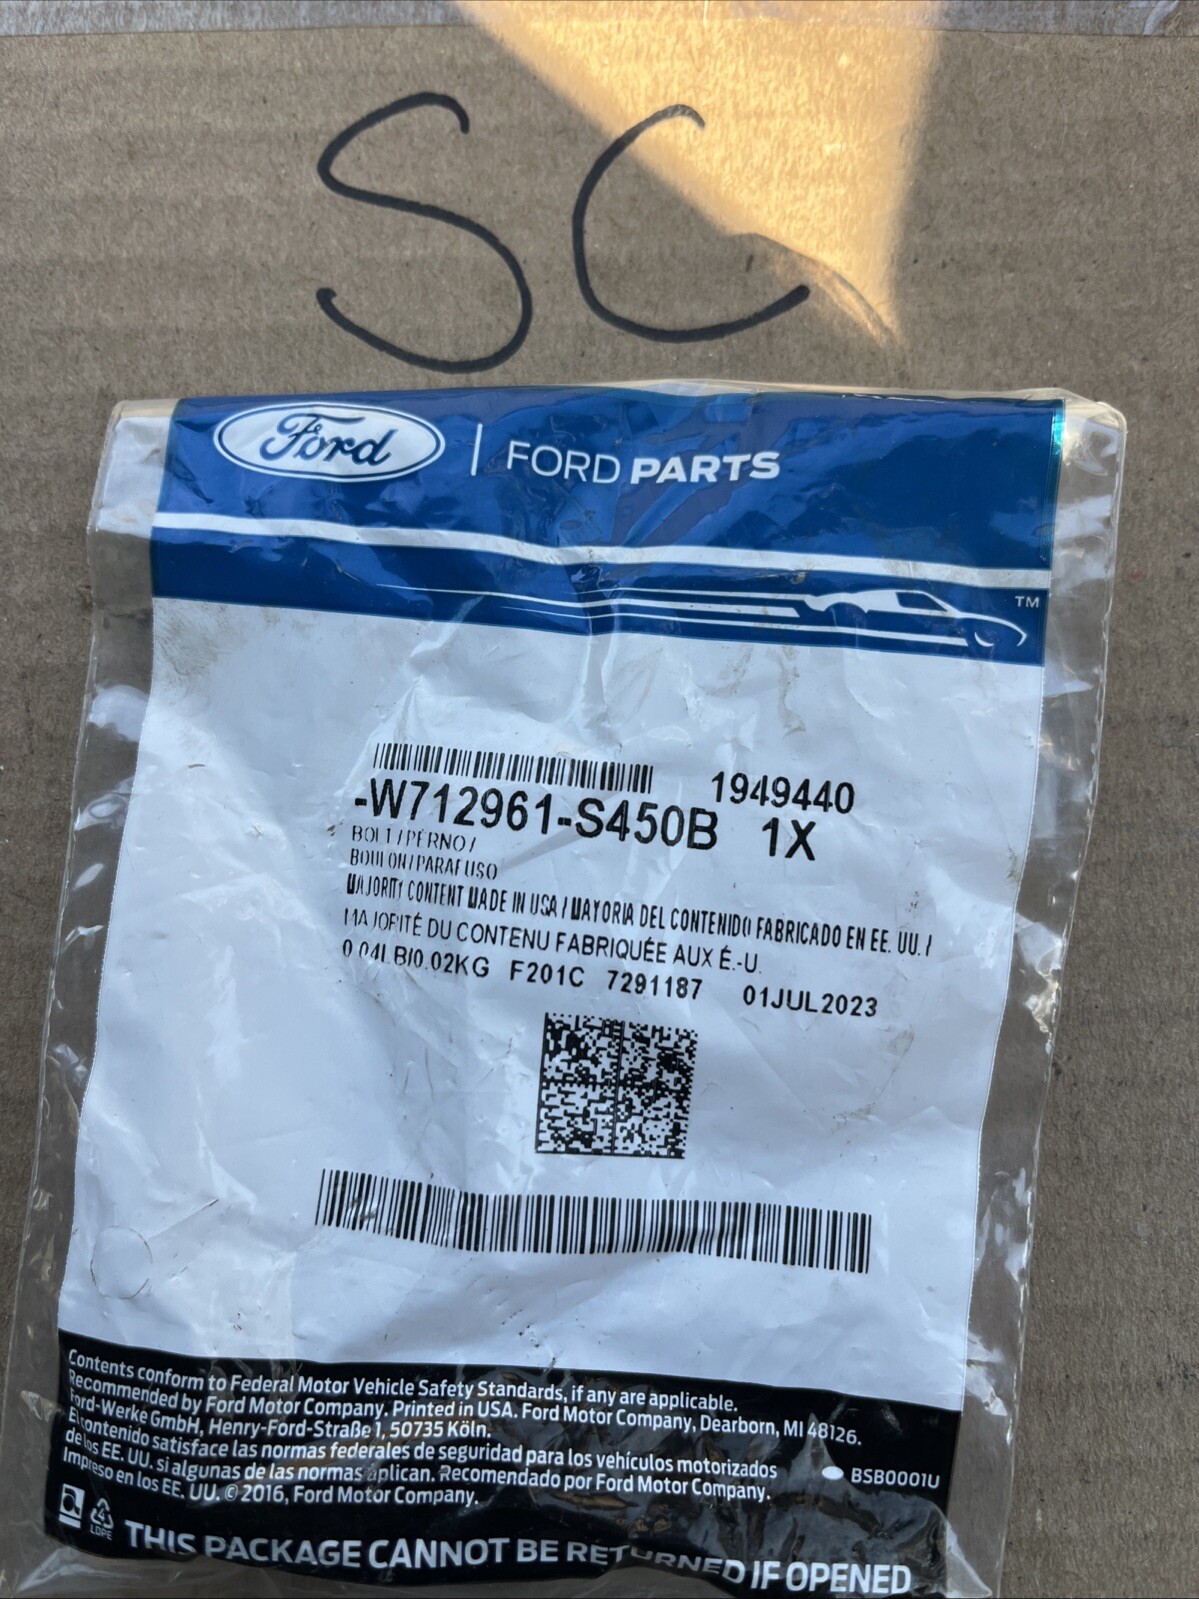 SC
Ford | FORD PARTS
TM
1949440
-W712961-S450B 1X
BOLT/PERNO/
BOULON/PARAFUSO
MAJORITY CONTENT MADE IN USA / MAYORIA DEL CONTENIDO FABRICADO EN EE. UU. /
MAJORITÉ DU CONTENU FABRIQUÉE AUX É.-U.
0.04LB/0.02KG F201C 7291187 01JUL2023
Contents conform to Federal Motor Vehicle Safety Standards, if any are applicable.
Recommended by Ford Motor Company. Printed in USA. Ford Motor Company, Dearborn, MI 48126.
Ford-Werke GmbH, Henry-Ford-Straße 1, 50735 Köln.
El contenido satisface las normas federales de seguridad para los vehículos motorizados
de los EE. UU. si algunas de las normas aplican. Recomendado por Ford Motor Company.
Impreso en los EE. UU. © 2016, Ford Motor Company.
BSB0001U
4
LDPE
THIS PACKAGE CANNOT BE RETURNED IF OPENED